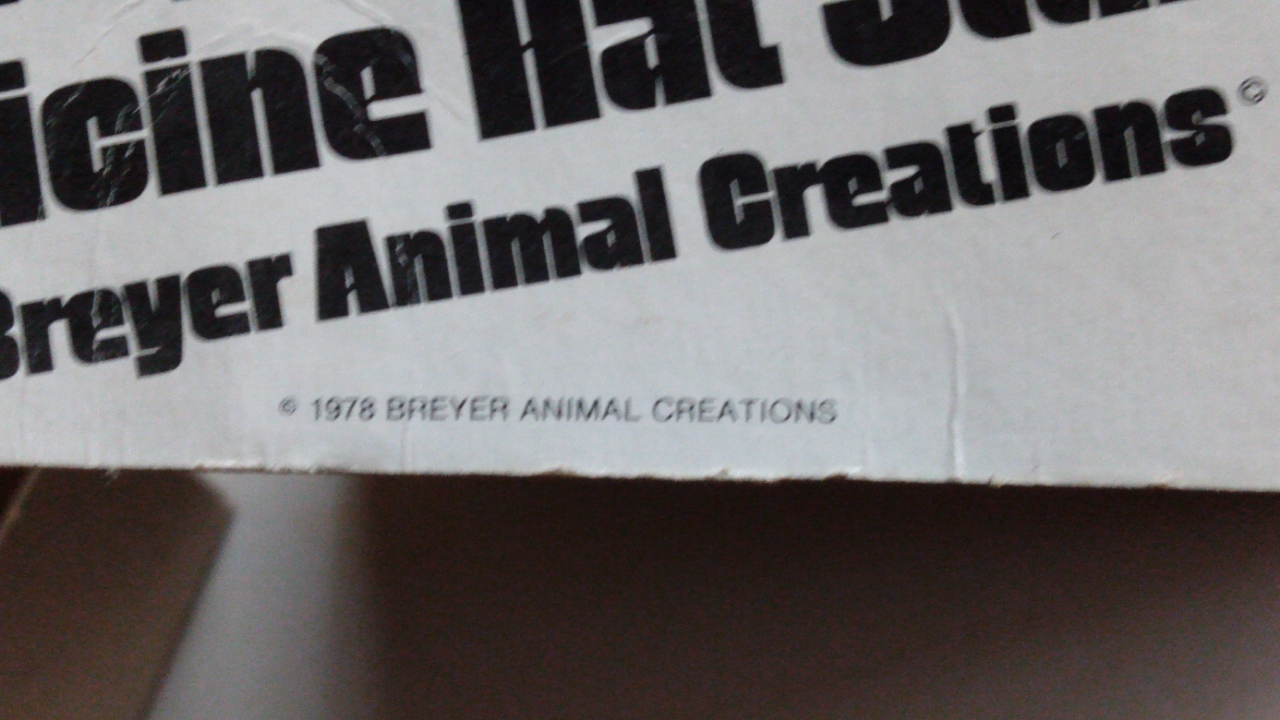 icine Hat
Breyer Animal Creations©
© 1978 BREYER ANIMAL CREATIONS